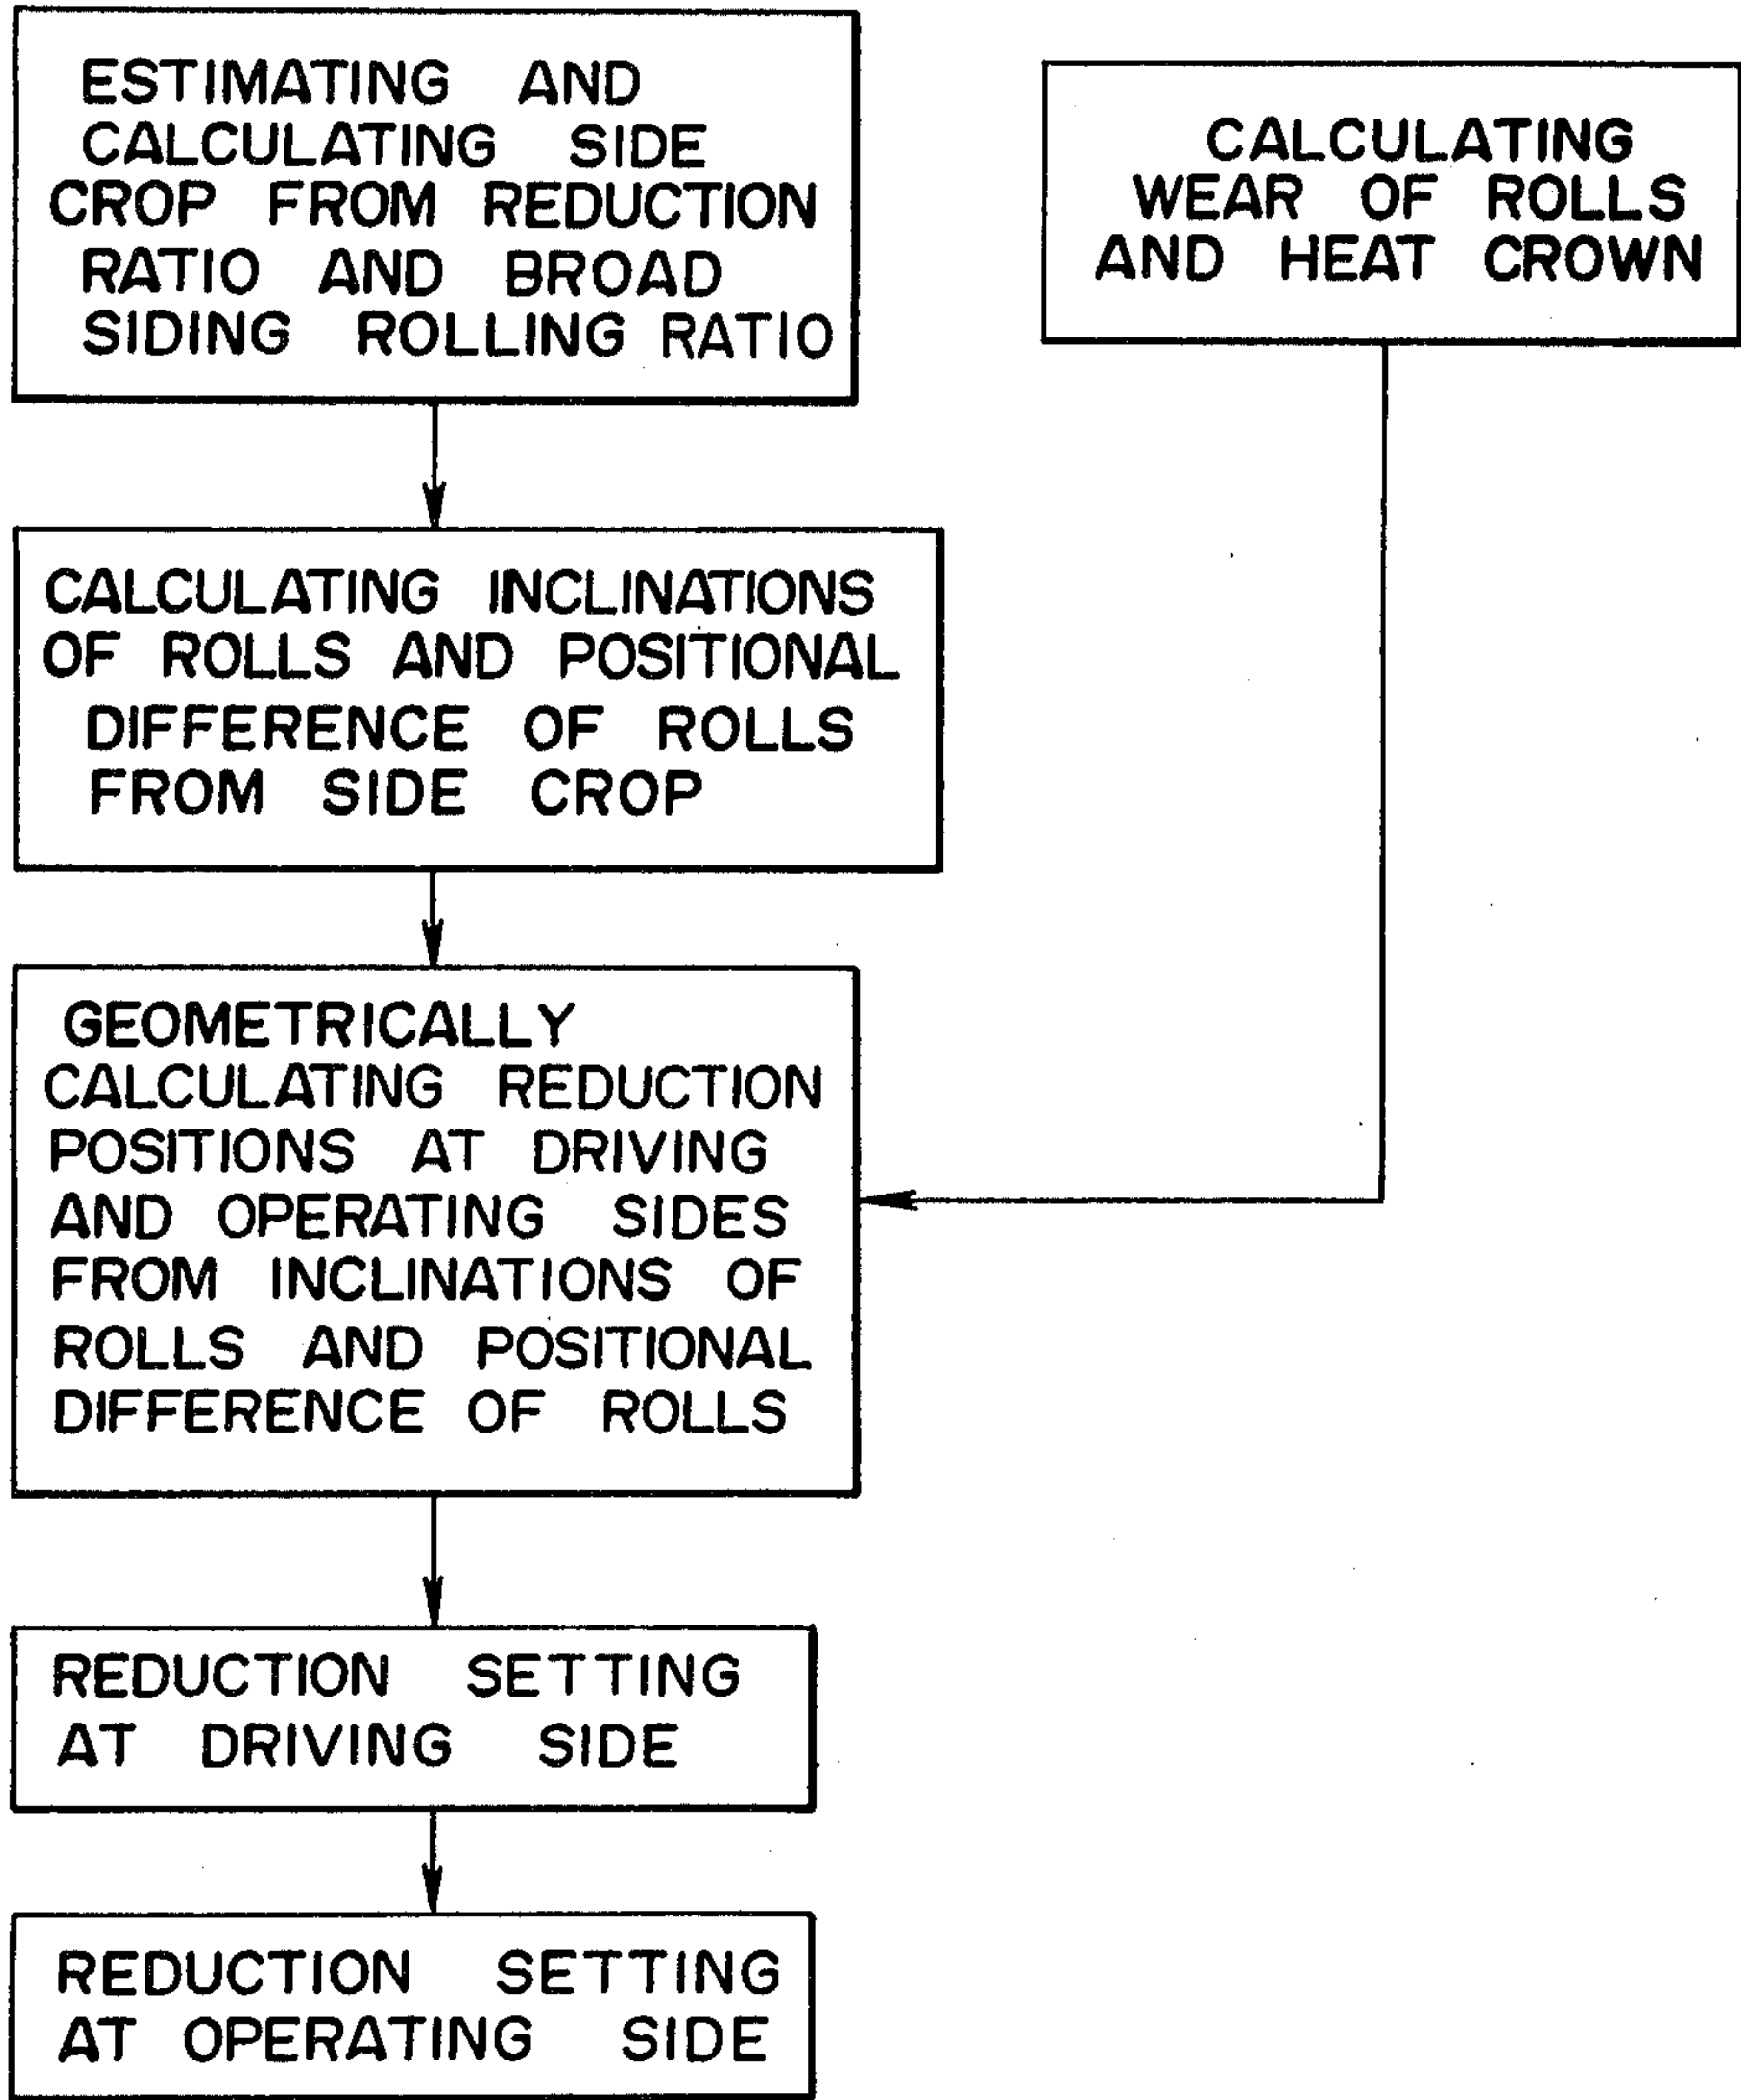 ESTIMATING AND
CALCULATING SIDE
CROP FROM REDUCTION
RATIO AND BROAD
SIDING ROLLING RATIO
CALCULATING
WEAR OF ROLLS
AND HEAT CROWN
CALCULATING INCLINATIONS
OF ROLLS AND POSITIONAL
DIFFERENCE OF ROLLS
FROM SIDE CROP
GEOMETRICALLY
CALCULATING REDUCTION
POSITIONS AT DRIVING
AND OPERATING SIDES
FROM INCLINATIONS OF
ROLLS AND POSITIONAL
DIFFERENCE OF ROLLS
REDUCTION SETTING
AT DRIVING SIDE
REDUCTION SETTING
AT OPERATING SIDE